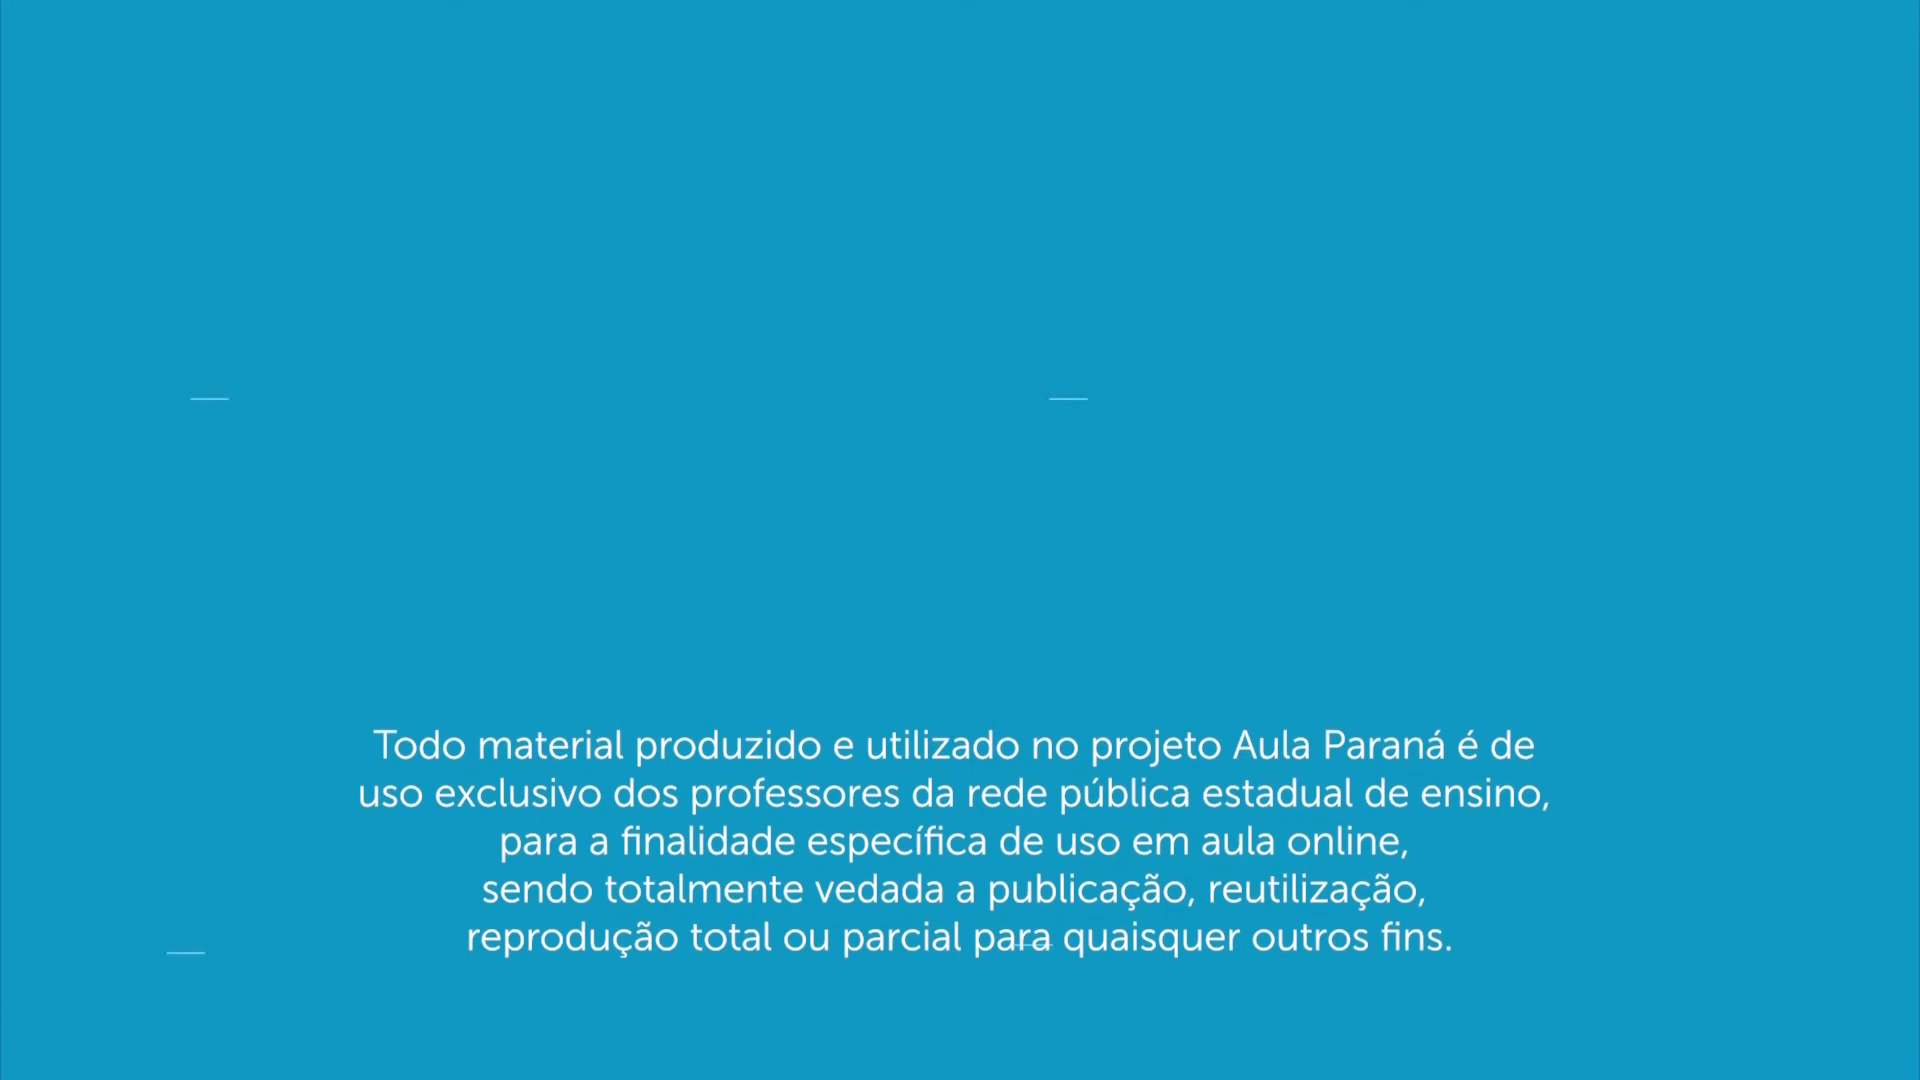 Todo material produzido e utilizado no projeto Aula Paraná é de
uso exclusivo dos professores da rede pública estadual de ensino,
para a finalidade específica de uso em aula online,
sendo totalmente vedada a publicação, reutilização,
reprodução total ou parcial para quaisquer outros fins.